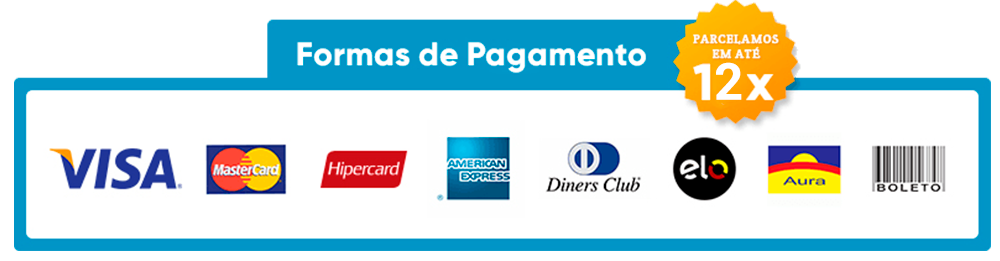 Formas de Pagamento
PARCELAMOS
EM ATÉ
12x
VISA
MasterCard
Hipercard
AMERICAN
EXPRESS
®
Diners Club®
elo
Aura
BOLETO